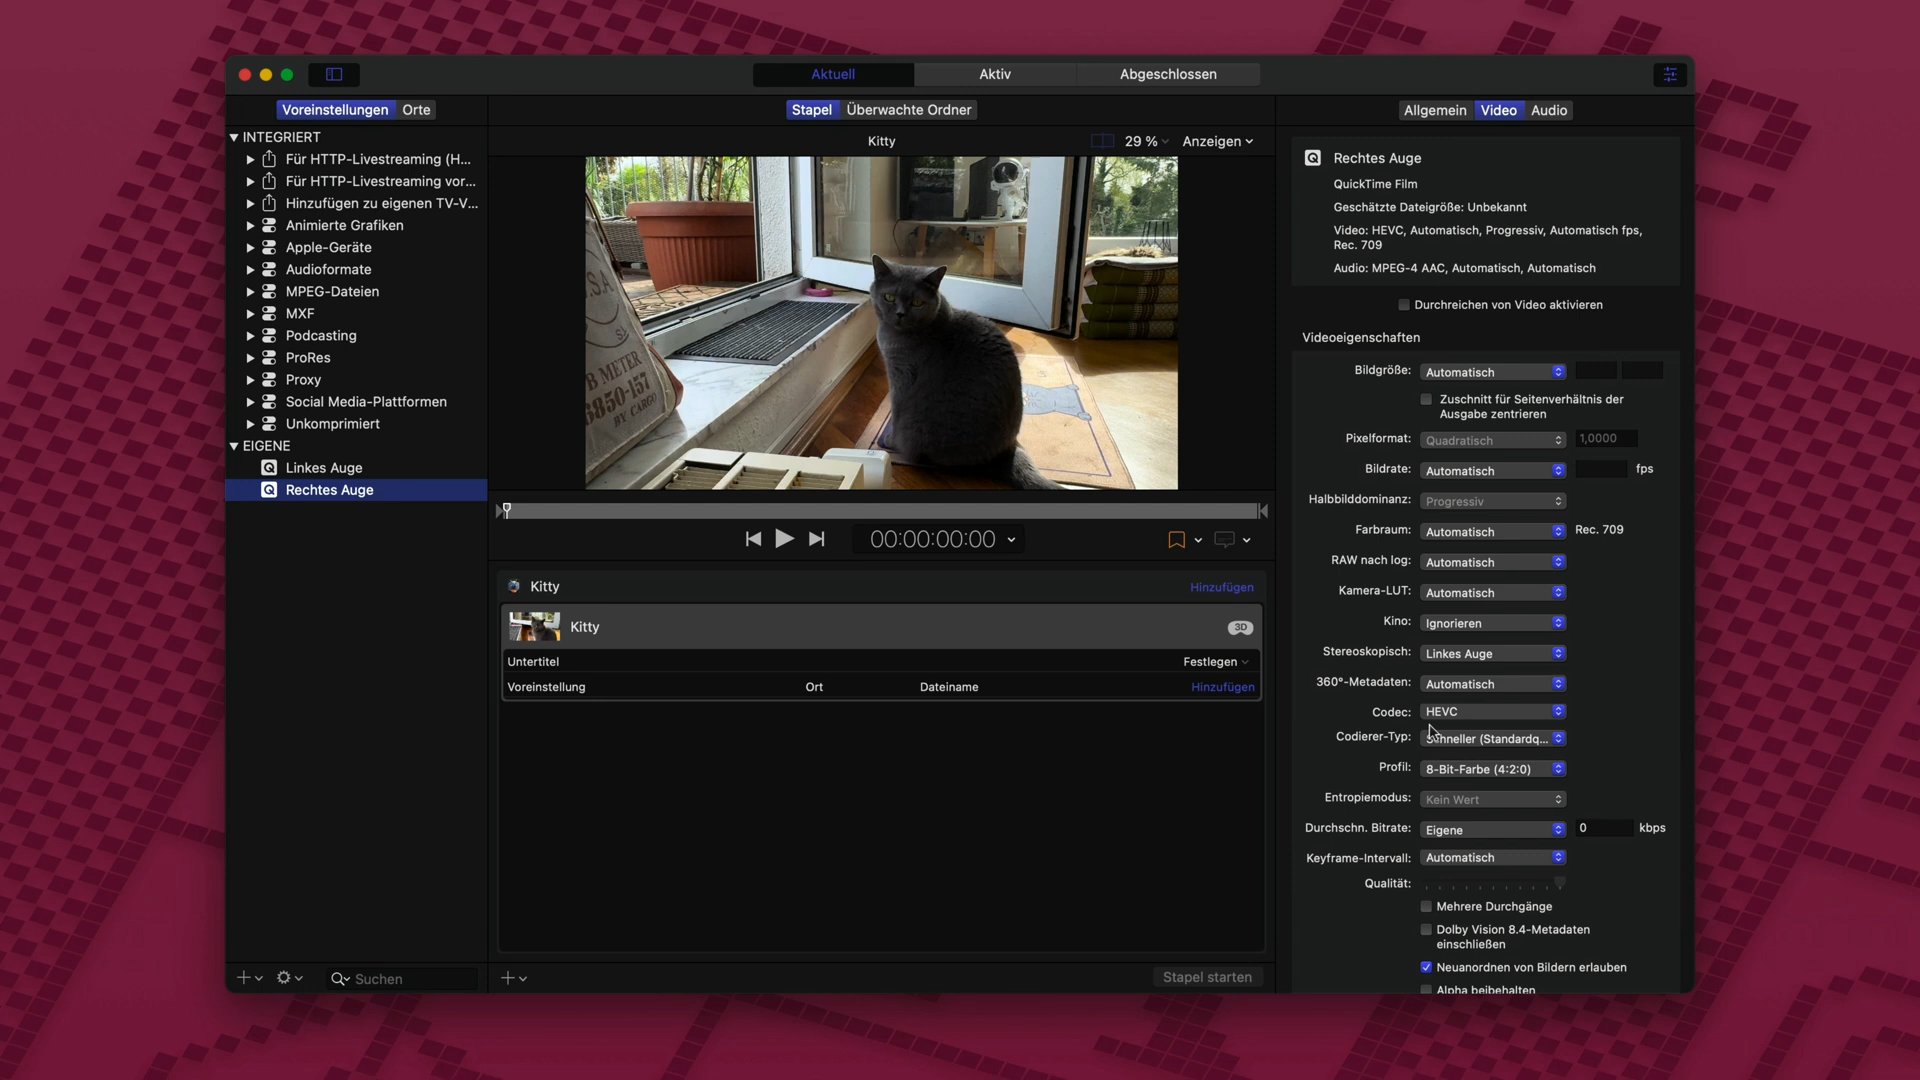 Aktuell
Aktiv
Abgeschlossen
Voreinstellungen
Orte
Stapel
Überwachte Ordner
Allgemein
Video
Audio
INTEGRIERT
Für HTTP-Livestreaming (H...
Für HTTP-Livestreaming vor...
Hinzufügen zu eigenen TV-V...
Animierte Grafiken
Apple-Geräte
Audioformate
MPEG-Dateien
MXF
Podcasting
ProRes
Proxy
Social Media-Plattformen
Unkomprimiert
EIGENE
Linkes Auge
Rechtes Auge
Suchen
Kitty
29 %
Anzeigen
B METER
6850-157
BY CARGO
00:00:00:00
Kitty
Hinzufügen
Kitty
3D
Untertitel
Festlegen
Voreinstellung
Ort
Dateiname
Hinzufügen
Stapel starten
Rechtes Auge
QuickTime Film
Geschätzte Dateigröße: Unbekannt
Video: HEVC, Automatisch, Progressiv, Automatisch fps,
Rec. 709
Audio: MPEG-4 AAC, Automatisch, Automatisch
Durchreichen von Video aktivieren
Videoeigenschaften
Bildgröße: Automatisch
Zuschnitt für Seitenverhältnis der
Ausgabe zentrieren
Pixelformat: Quadratisch 1,0000
Bildrate: Automatisch fps
Halbbilddominanz: Progressiv
Farbraum: Automatisch Rec. 709
RAW nach log: Automatisch
Kamera-LUT: Automatisch
Kino: Ignorieren
Stereoskopisch: Linkes Auge
360°-Metadaten: Automatisch
Codec: HEVC
Codierer-Typ: Schneller (Standardq...
Profil: 8-Bit-Farbe (4:2:0)
Entropiemodus: Kein Wert
Durchschn. Bitrate: Eigene 0 kbps
Keyframe-Intervall: Automatisch
Qualität:
Mehrere Durchgänge
Dolby Vision 8.4-Metadaten
einschließen
Neuanordnen von Bildern erlauben
Alpha beibehalten